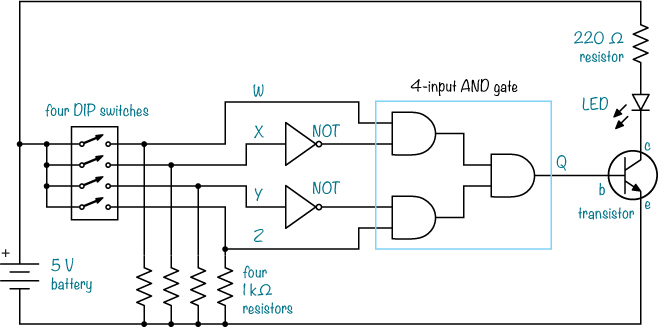 220 Ω
resistor
4-input AND gate
W
LED
four DIP switches
X
NOT
c
Q
Y
NOT
b
e
transistor
Z
+
5 V
battery
four
1 kΩ
resistors